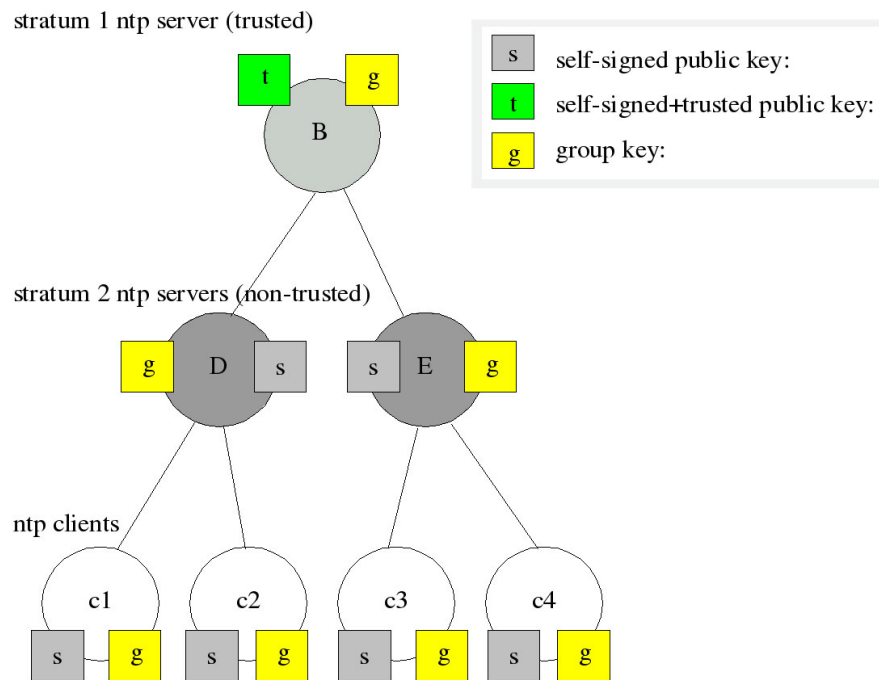 stratum 1 ntp server (trusted)
t
g
B
s
self-signed public key:
t
self-signed+trusted public key:
g
group key:
stratum 2 ntp servers (non-trusted)
g
D
s
s
E
g
ntp clients
c1
c2
c3
c4
s
g
s
g
s
g
s
g